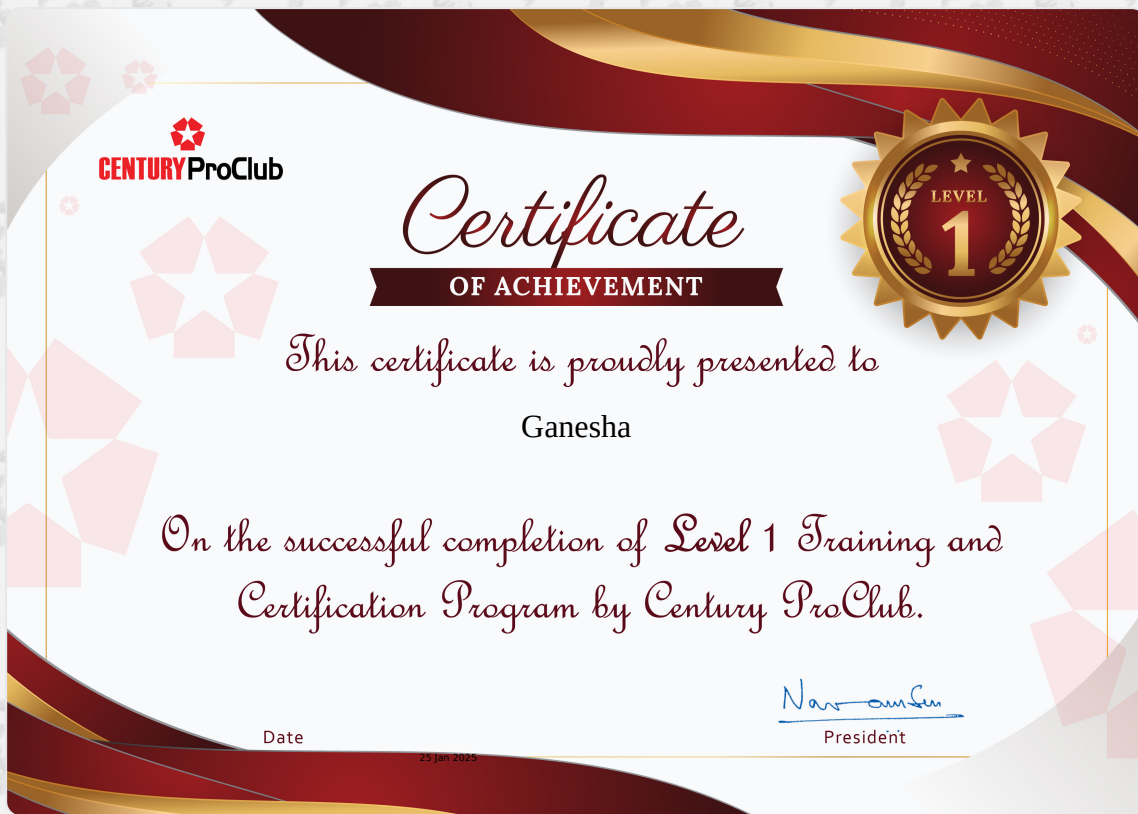 CENTURY ProClub
LEVEL
1
Certificate
OF ACHIEVEMENT
This certificate is proudly presented to
Ganesha
On the successful completion of Level 1 Training and
Certification Program by Century ProClub.
Date
President
25 Jan 2025